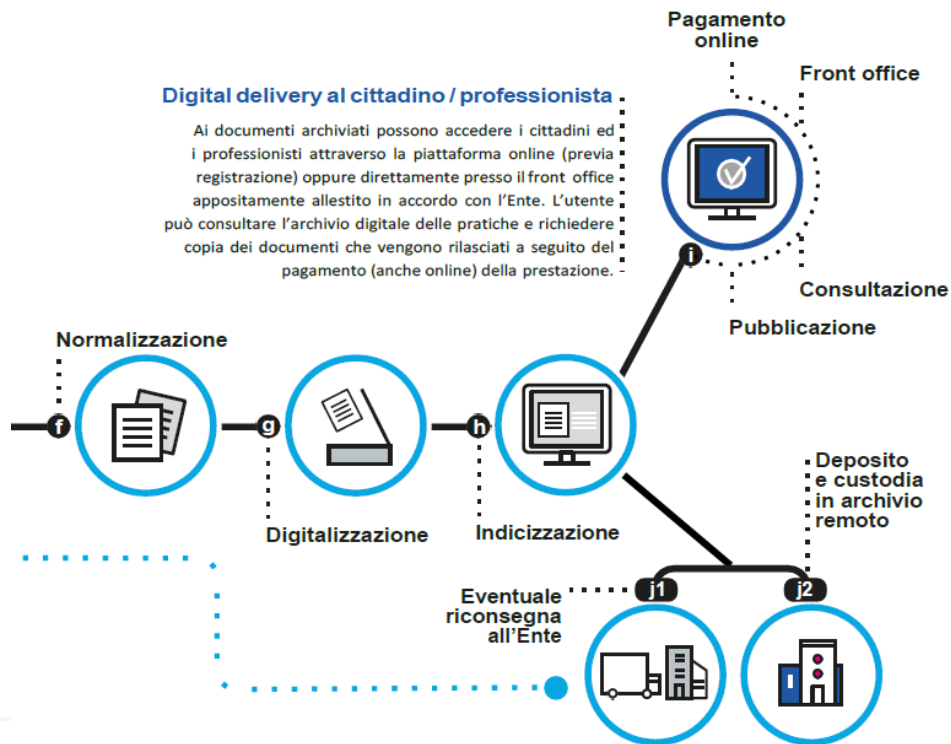 Pagamento
online
Front office
Digital delivery al cittadino / professionista
Ai documenti archiviati possono accedere i cittadini ed
i professionisti attraverso la piattaforma online (previa
registrazione) oppure direttamente presso il front office
appositamente allestito in accordo con l'Ente. L'utente
può consultare l'archivio digitale delle pratiche e richiedere
copia dei documenti che vengono rilasciati a seguito del
pagamento (anche online) della prestazione.
i
Consultazione
Pubblicazione
Normalizzazione
f
g
h
Digitalizzazione
Indicizzazione
Deposito
e custodia
in archivio
remoto
j1
j2
Eventuale
riconsegna
all'Ente